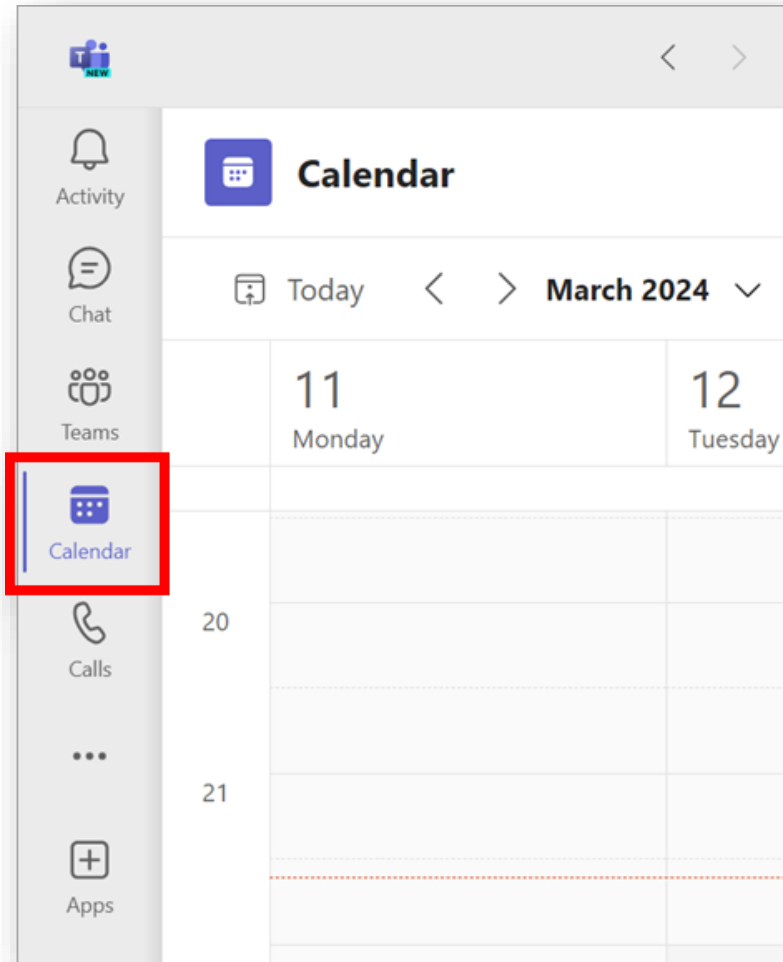 T
NEW
Activity
Chat
Teams
Calendar
Calls
Apps
Calendar
Today
March 2024
11
Monday
12
Tuesday
20
21